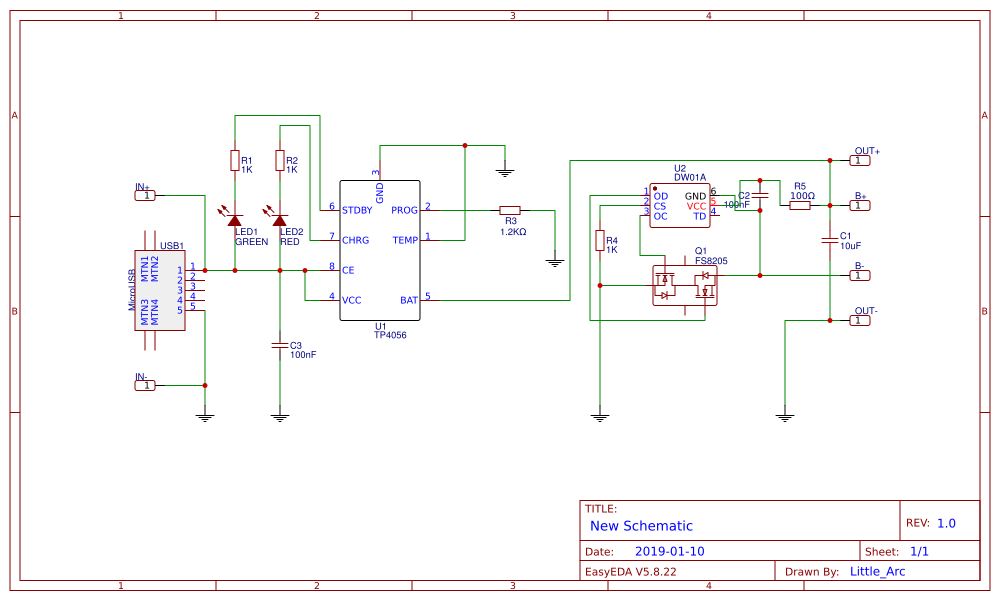 1 2 3 4
A A
B B
1 2 3 4
IN+
1
USB1
MicroUSB
MTN1
MTN2
MTN3
MTN4
1 1
2 2
3 3
4 4
5 5
IN-
1
R1
1K
R2
1K
LED1
GREEN
LED2
RED
C3
100nF
3
GND
6 STDBY
7 CHRG
8 CE
4 VCC
PROG 2
TEMP 1
BAT 5
U1
TP4056
R3
1.2KΩ
U2
DW01A
1 OD
2 CS
3 OC
GND 6
VCC 5
TD 4
C2
100nF
R5
100Ω
R4
1K
Q1
FS8205
C1
10uF
OUT+
1
B+
1
B-
1
OUT-
1
TITLE:
New Schematic
REV: 1.0
Date: 2019-01-10
Sheet: 1/1
EasyEDA V5.8.22
Drawn By: Little_Arc